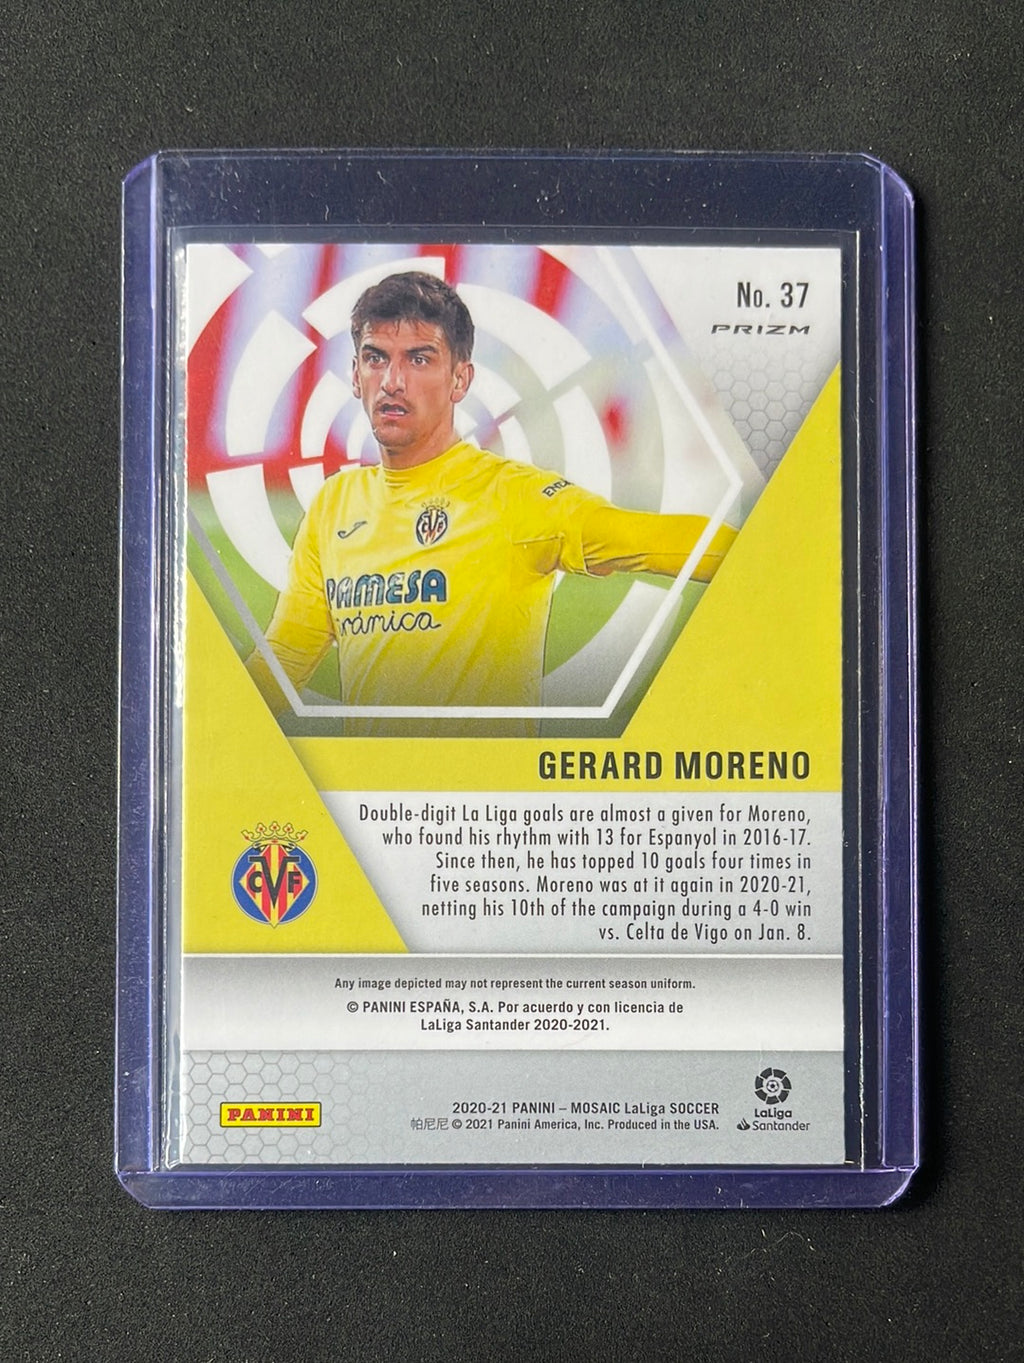 No. 37
PRIZM
CVF
PAMESA
CVF
GERARD MORENO
Double-digit La Liga goals are almost a given for Moreno,
who found his rhythm with 13 for Espanyol in 2016-17.
Since then, he has topped 10 goals four times in
five seasons. Moreno was at it again in 2020-21,
netting his 10th of the campaign during a 4-0 win
vs. Celta de Vigo on Jan. 8.
Any image depicted may not represent the current season uniform.
© PANINI ESPAÑA, S.A. Por acuerdo y con licencia de
LaLiga Santander 2020-2021.
PANINI
2020-21 PANINI – MOSAIC LaLiga SOCCER
帕尼尼 © 2021 Panini America, Inc. Produced in the USA.
LaLiga
Santander